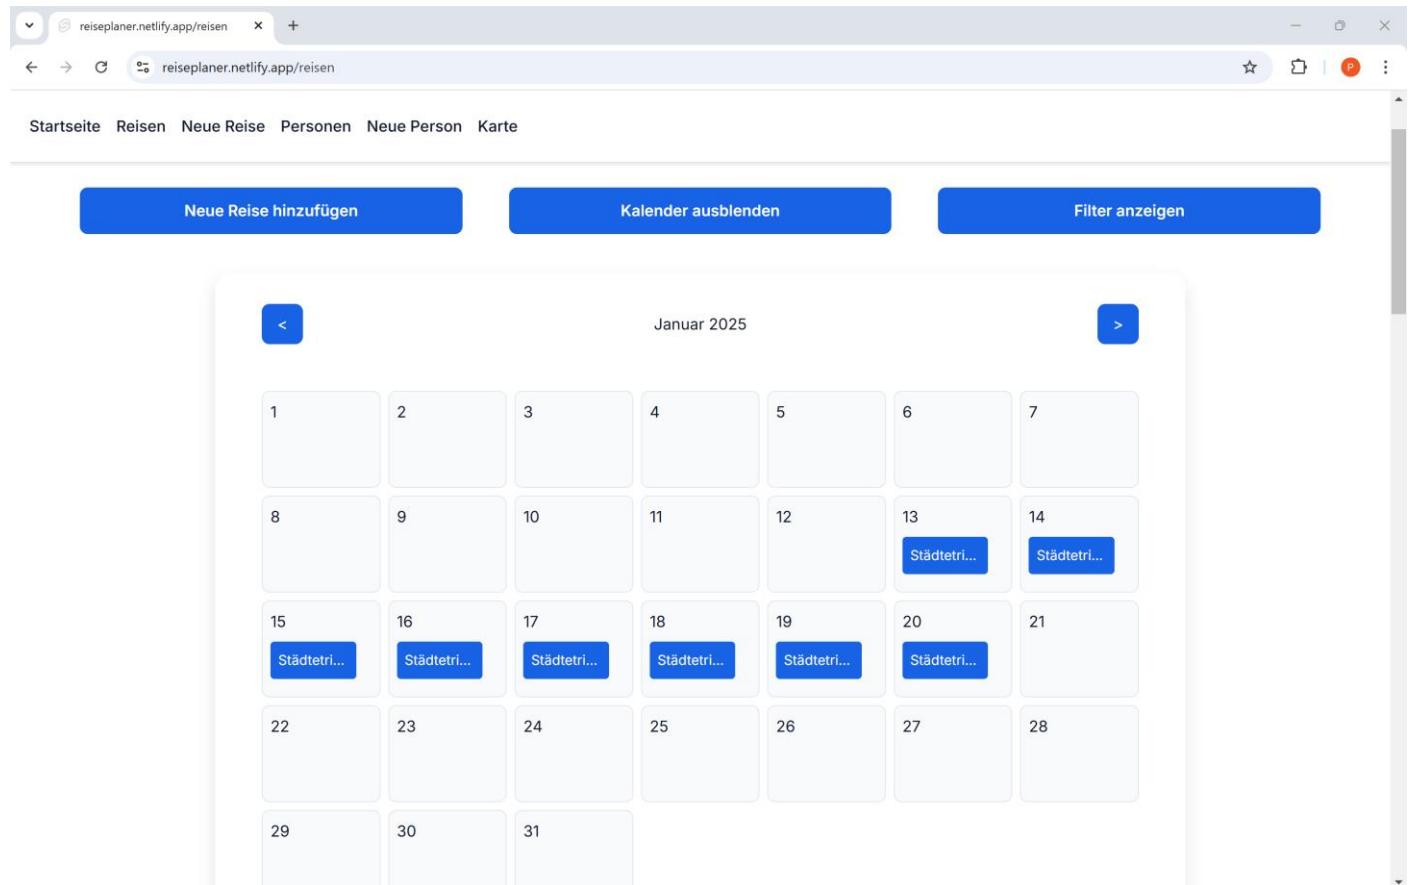 reiseplaner.netlify.app/reisen
reiseplaner.netlify.app/reisen
P
Startseite Reisen Neue Reise Personen Neue Person Karte
Neue Reise hinzufügen Kalender ausblenden Filter anzeigen
< Januar 2025 >
1 2 3 4 5 6 7
8 9 10 11 12 13 14
Städtetri... Städtetri...
15 16 17 18 19 20 21
Städtetri... Städtetri... Städtetri... Städtetri... Städtetri... Städtetri...
22 23 24 25 26 27 28
29 30 31